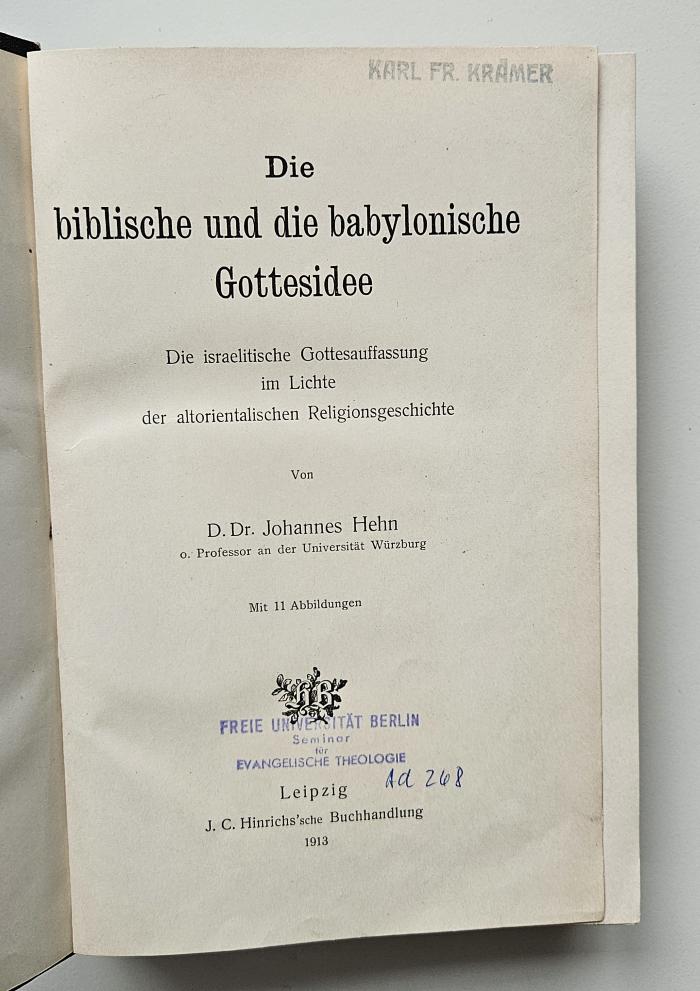 KARL FR. KRÄMER
Die
biblische und die babylonische
Gottesidee
Die israelitische Gottesauffassung
im Lichte
der altorientalischen Religionsgeschichte
Von
D. Dr. Johannes Hehn
o. Professor an der Universität Würzburg
Mit 11 Abbildungen
FREIE UNIVERSITÄT BERLIN
Seminar
für
EVANGELISCHE THEOLOGIE
Ad 268
Leipzig
J. C. Hinrichs'sche Buchhandlung
1913